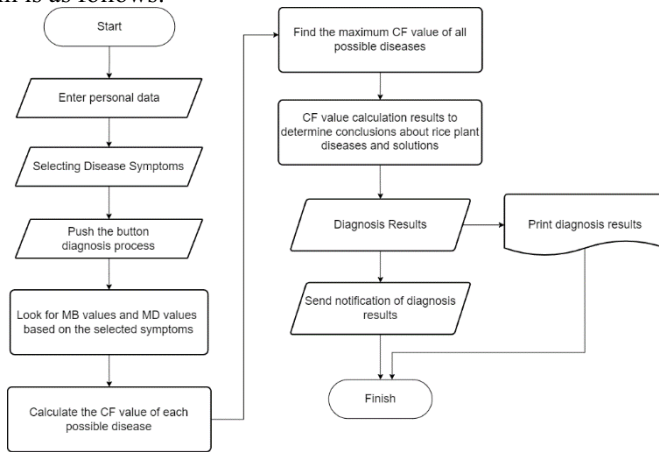 is as follows.
Start
Enter personal data
Selecting Disease Symptoms
Push the button
diagnosis process
Look for MB values and MD values
based on the selected symptoms
Calculate the CF value of each
possible disease
Find the maximum CF value of all
possible diseases
CF value calculation results to
determine conclusions about rice plant
diseases and solutions
Diagnosis Results
Print diagnosis results
Send notification of diagnosis
results
Finish